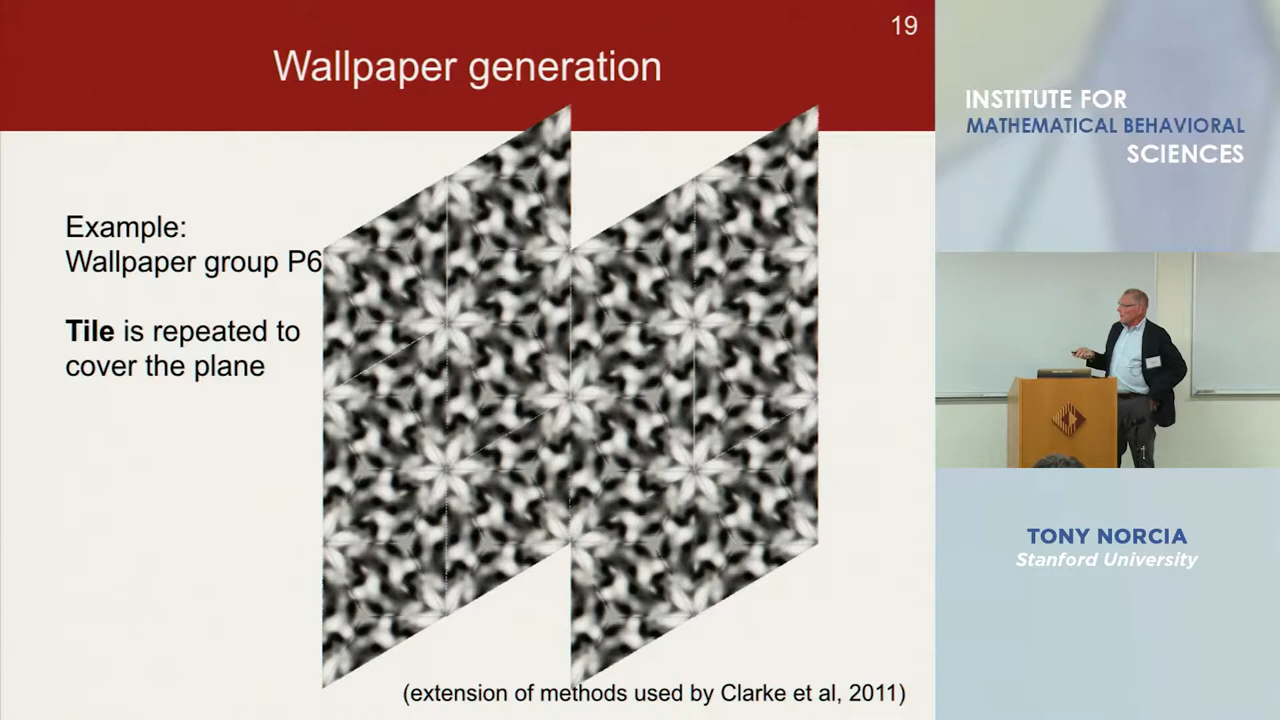 19
Wallpaper generation
Example:
Wallpaper group P6
Tile is repeated to
cover the plane
(extension of methods used by Clarke et al, 2011)
INSTITUTE FOR
MATHEMATICAL BEHAVIORAL
SCIENCES
TONY NORCIA
Stanford University